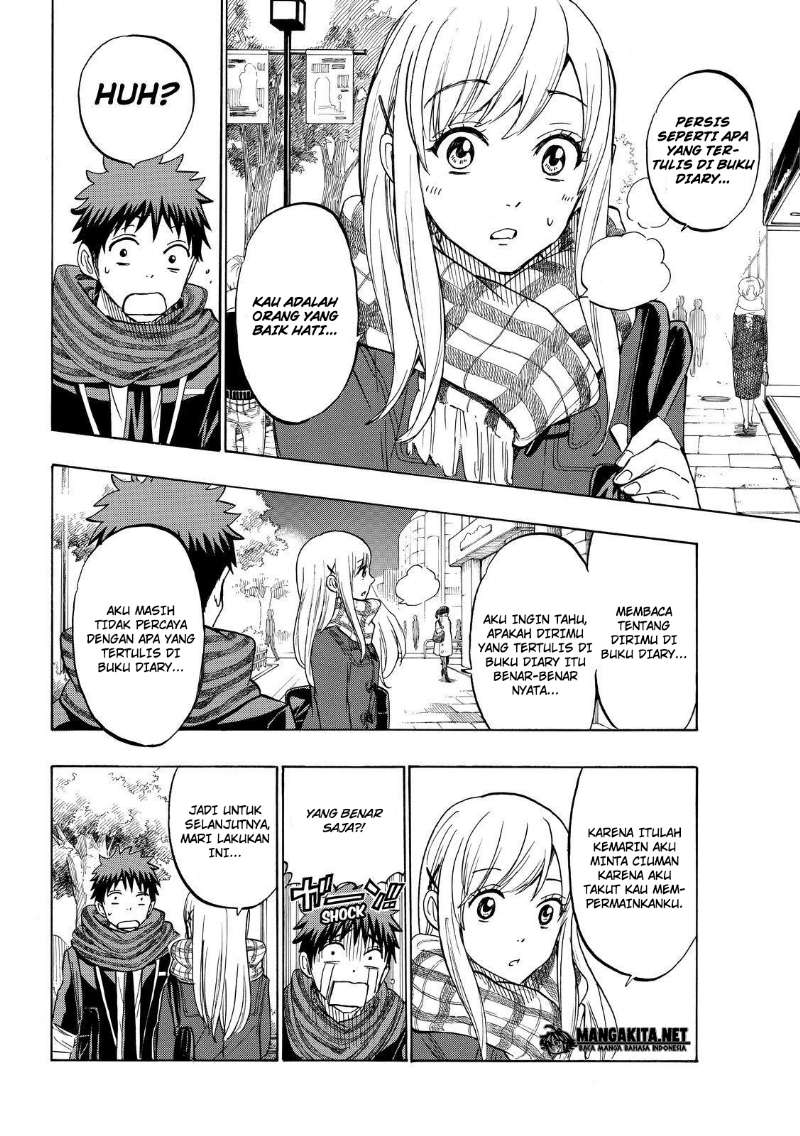 PERSIS
SEPERTI APA
YANG TER-
TULIS DI BUKU
DIARY...
KAU ADALAH
ORANG YANG
BAIK HATI...
HUH?
MEMBACA
TENTANG
DIRIMU DI
BUKU DIARY...
AKU INGIN TAHU,
APAKAH DIRIMU
YANG TERTULIS DI
BUKU DIARY ITU
BENAR-BENAR
NYATA...
AKU MASIH
TIDAK PERCAYA
DENGAN APA YANG
TERTULIS DI
BUKU DIARY...
KARENA ITULAH
KEMARIN AKU
MINTA CIUMAN
KARENA AKU
TAKUT KAU MEM-
PERMAINKANKU.
YANG BENAR
SAJA?!
ガーン!!
SHOCK
JADI UNTUK
SELANJUTNYA,
MARI LAKUKAN
INI...
MANGAKITA.NET
BACA MANGA BAHASA INDONESIA